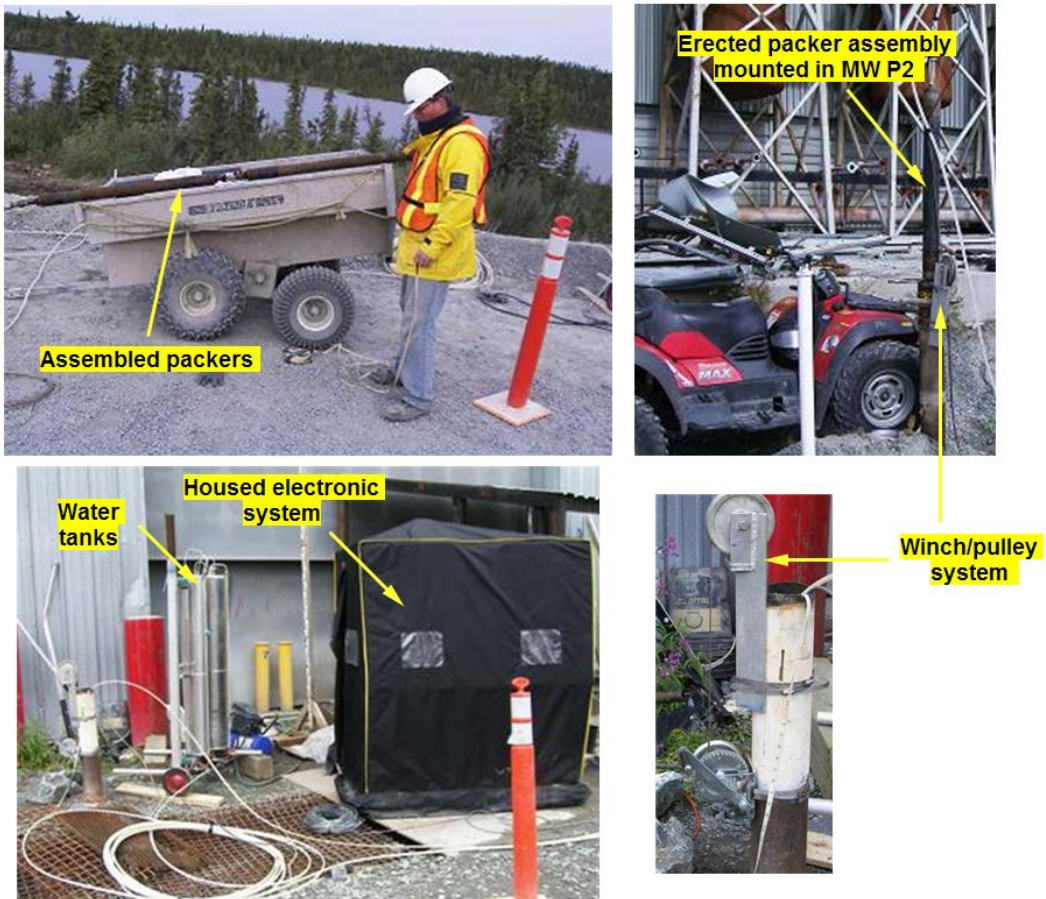 Assembled packers
Erected packer assembly
mounted in MW P2
MAX
Water
tanks
Housed electronic
system
Winch/pulley
system